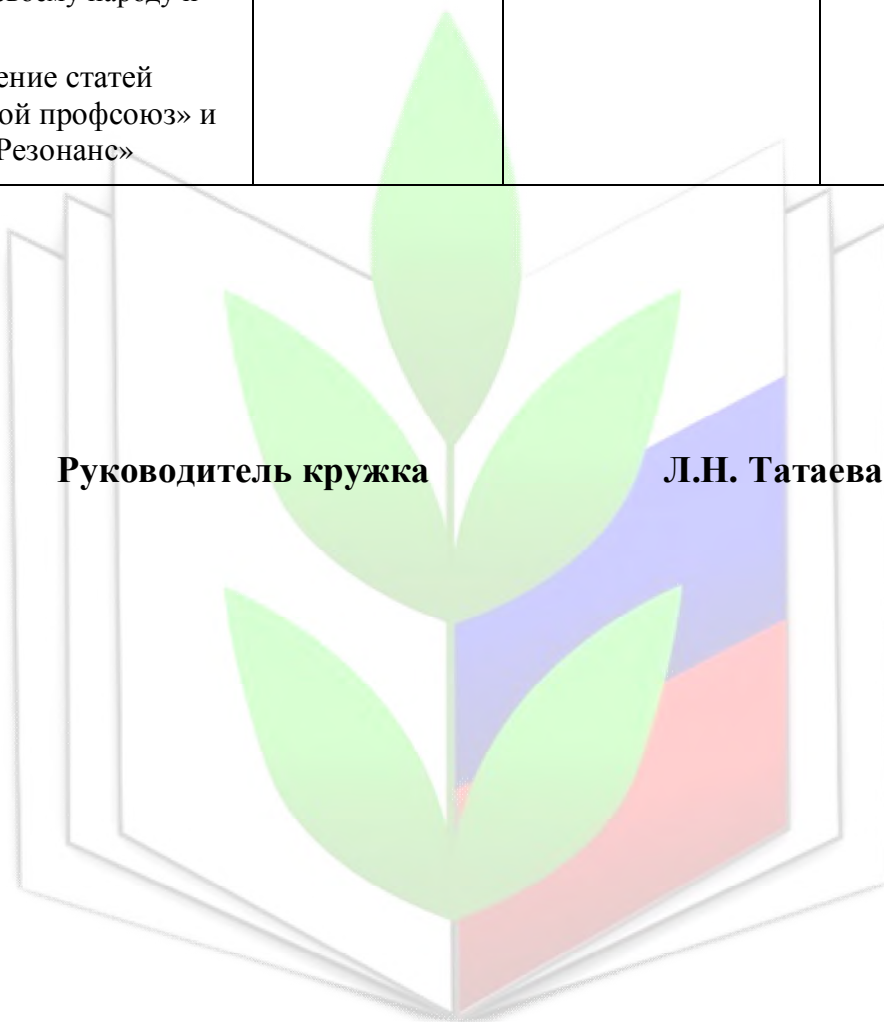 ение статей
ой профсоюз» и
Резонанс»
Руководитель кружка Л.Н. Татаева